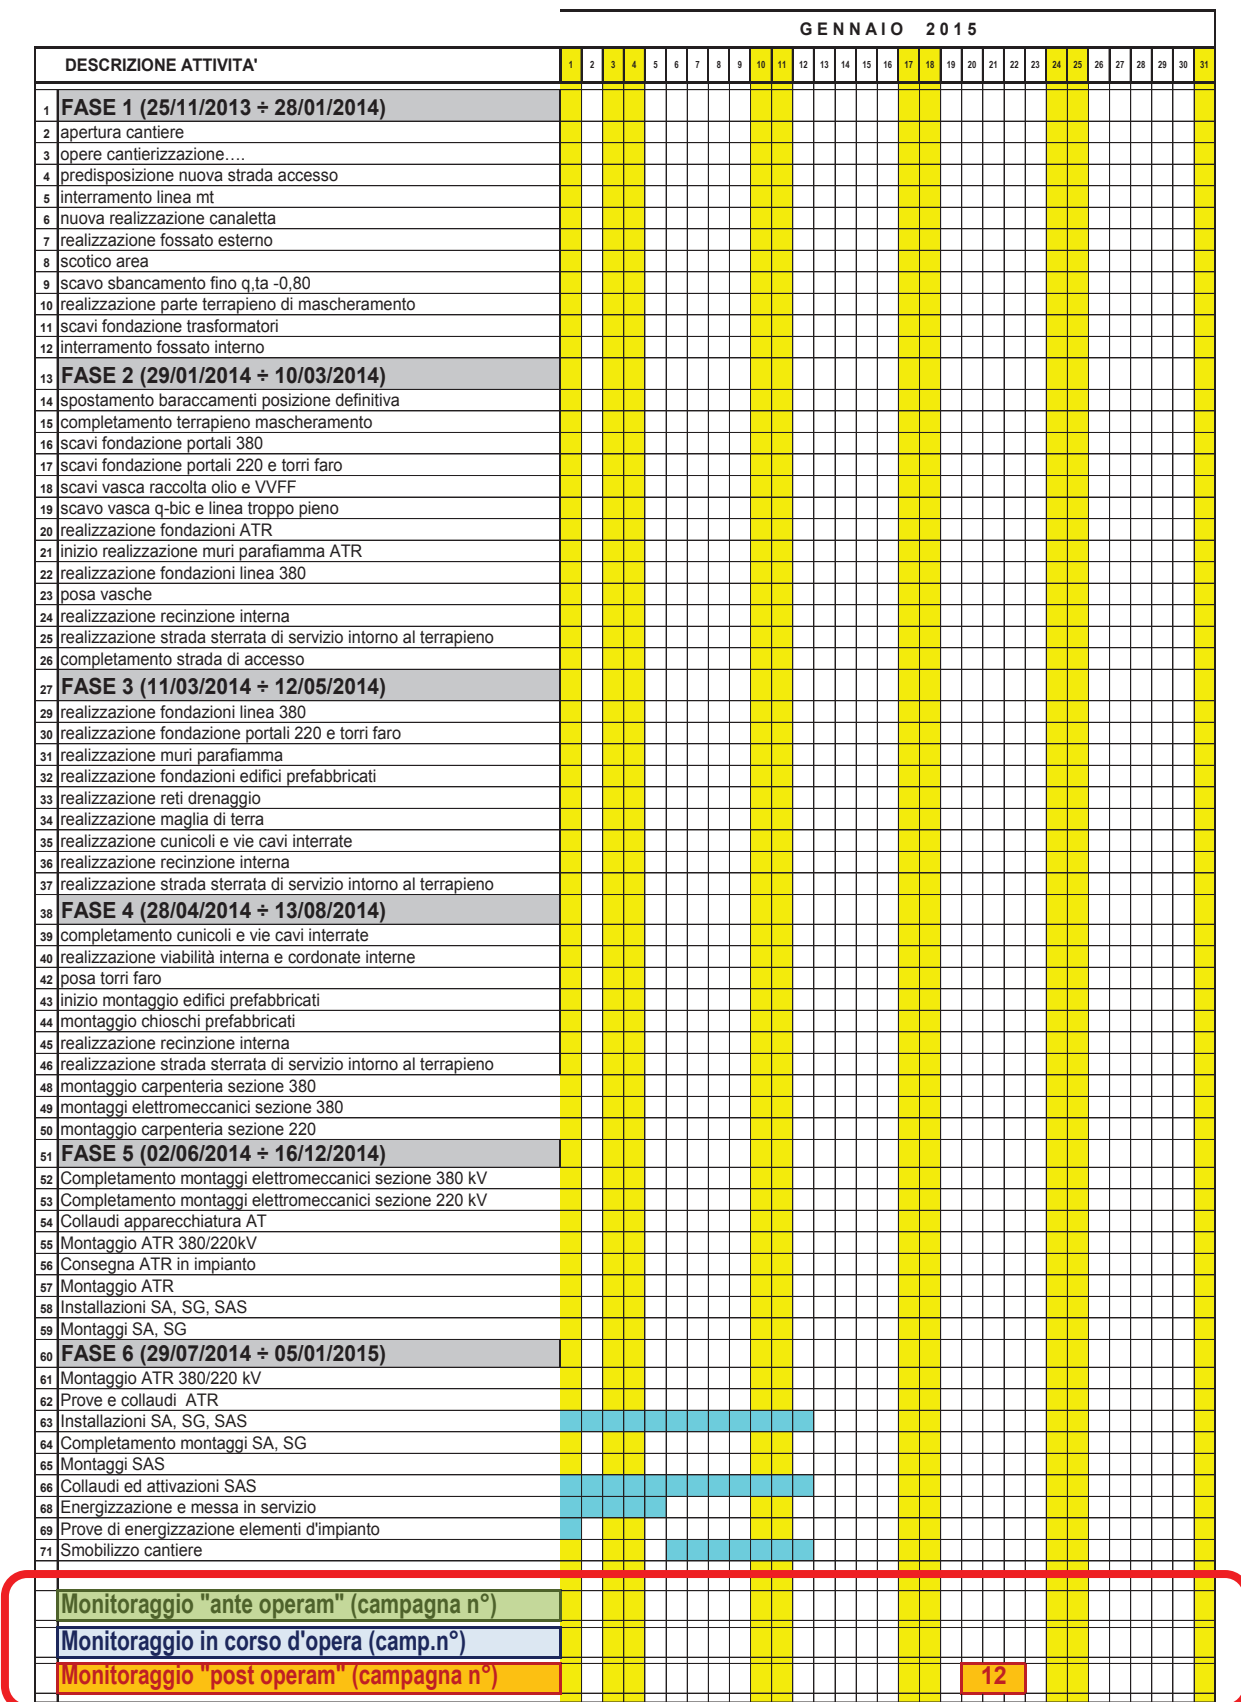 GENNAIO 2015
DESCRIZIONE ATTIVITA' 1 2 3 4 5 6 7 8 9 10 11 12 13 14 15 16 17 18 19 20 21 22 23 24 25 26 27 28 29 30 31
1 FASE 1 (25/11/2013 ÷ 28/01/2014)
2 apertura cantiere
3 opere cantierizzazione….
4 predisposizione nuova strada accesso
5 interramento linea mt
6 nuova realizzazione canaletta
7 realizzazione fossato esterno
8 scotico area
9 scavo sbancamento fino q,ta -0,80
10 realizzazione parte terrapieno di mascheramento
11 scavi fondazione trasformatori
12 interramento fossato interno
13 FASE 2 (29/01/2014 ÷ 10/03/2014)
14 spostamento baraccamenti posizione definitiva
15 completamento terrapieno mascheramento
16 scavi fondazione portali 380
17 scavi fondazione portali 220 e torri faro
18 scavi vasca raccolta olio e VVFF
19 scavo vasca q-bic e linea troppo pieno
20 realizzazione fondazioni ATR
21 inizio realizzazione muri parafiamma ATR
22 realizzazione fondazioni linea 380
23 posa vasche
24 realizzazione recinzione interna
25 realizzazione strada sterrata di servizio intorno al terrapieno
26 completamento strada di accesso
27 FASE 3 (11/03/2014 ÷ 12/05/2014)
29 realizzazione fondazioni linea 380
30 realizzazione fondazione portali 220 e torri faro
31 realizzazione muri parafiamma
32 realizzazione fondazioni edifici prefabbricati
33 realizzazione reti drenaggio
34 realizzazione maglia di terra
35 realizzazione cunicoli e vie cavi interrate
36 realizzazione recinzione interna
37 realizzazione strada sterrata di servizio intorno al terrapieno
38 FASE 4 (28/04/2014 ÷ 13/08/2014)
39 completamento cunicoli e vie cavi interrate
40 realizzazione viabilità interna e cordonate interne
42 posa torri faro
43 inizio montaggio edifici prefabbricati
44 montaggio chioschi prefabbricati
45 realizzazione recinzione interna
46 realizzazione strada sterrata di servizio intorno al terrapieno
48 montaggio carpenteria sezione 380
49 montaggi elettromeccanici sezione 380
50 montaggio carpenteria sezione 220
51 FASE 5 (02/06/2014 ÷ 16/12/2014)
52 Completamento montaggi elettromeccanici sezione 380 kV
53 Completamento montaggi elettromeccanici sezione 220 kV
54 Collaudi apparecchiatura AT
55 Montaggio ATR 380/220kV
56 Consegna ATR in impianto
57 Montaggio ATR
58 Installazioni SA, SG, SAS
59 Montaggi SA, SG
60 FASE 6 (29/07/2014 ÷ 05/01/2015)
61 Montaggio ATR 380/220 kV
62 Prove e collaudi ATR
63 Installazioni SA, SG, SAS
64 Completamento montaggi SA, SG
65 Montaggi SAS
66 Collaudi ed attivazioni SAS
68 Energizzazione e messa in servizio
69 Prove di energizzazione elementi d'impianto
71 Smobilizzo cantiere
Monitoraggio "ante operam" (campagna n°)
Monitoraggio in corso d'opera (camp.n°)
Monitoraggio "post operam" (campagna n°) 12